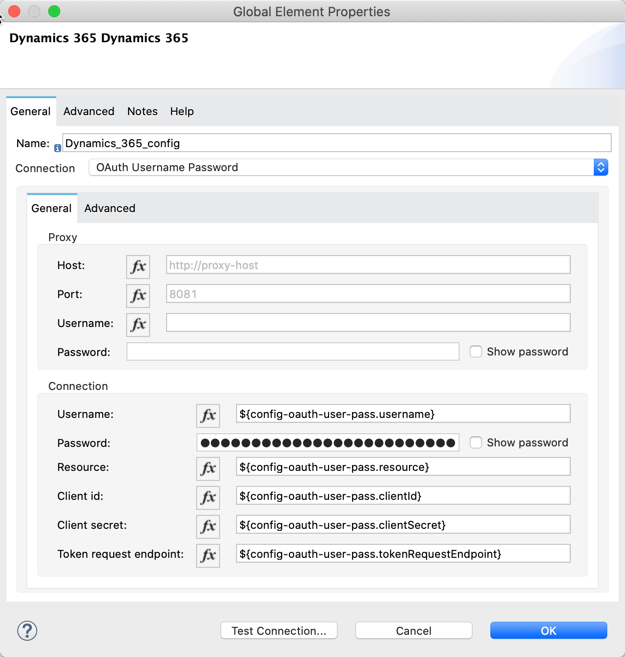 Global Element Properties
Dynamics 365 Dynamics 365
General Advanced Notes Help
Name: Dynamics_365_config
Connection OAuth Username Password
General Advanced
Proxy
Host: fx http://proxy-host
Port: fx 8081
Username: fx
Password: Show password
Connection
Username: fx ${config-oauth-user-pass.username}
Password: ●●●●●●●●●●●●●●●●●●●●●●●●● Show password
Resource: fx ${config-oauth-user-pass.resource}
Client id: fx ${config-oauth-user-pass.clientId}
Client secret: fx ${config-oauth-user-pass.clientSecret}
Token request endpoint: fx ${config-oauth-user-pass.tokenRequestEndpoint}
? Test Connection... Cancel OK